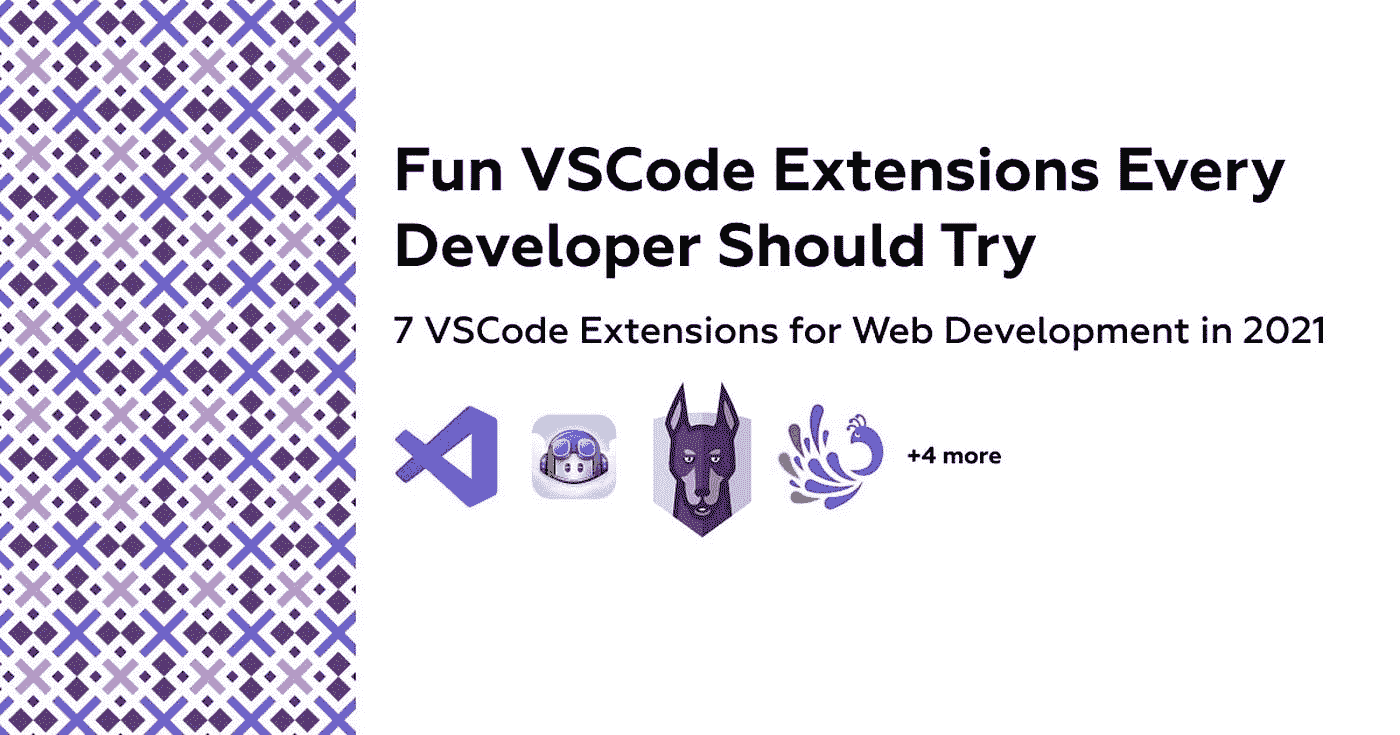 Fun VSCode Extensions Every
Developer Should Try
7 VSCode Extensions for Web Development in 2021
+4 more